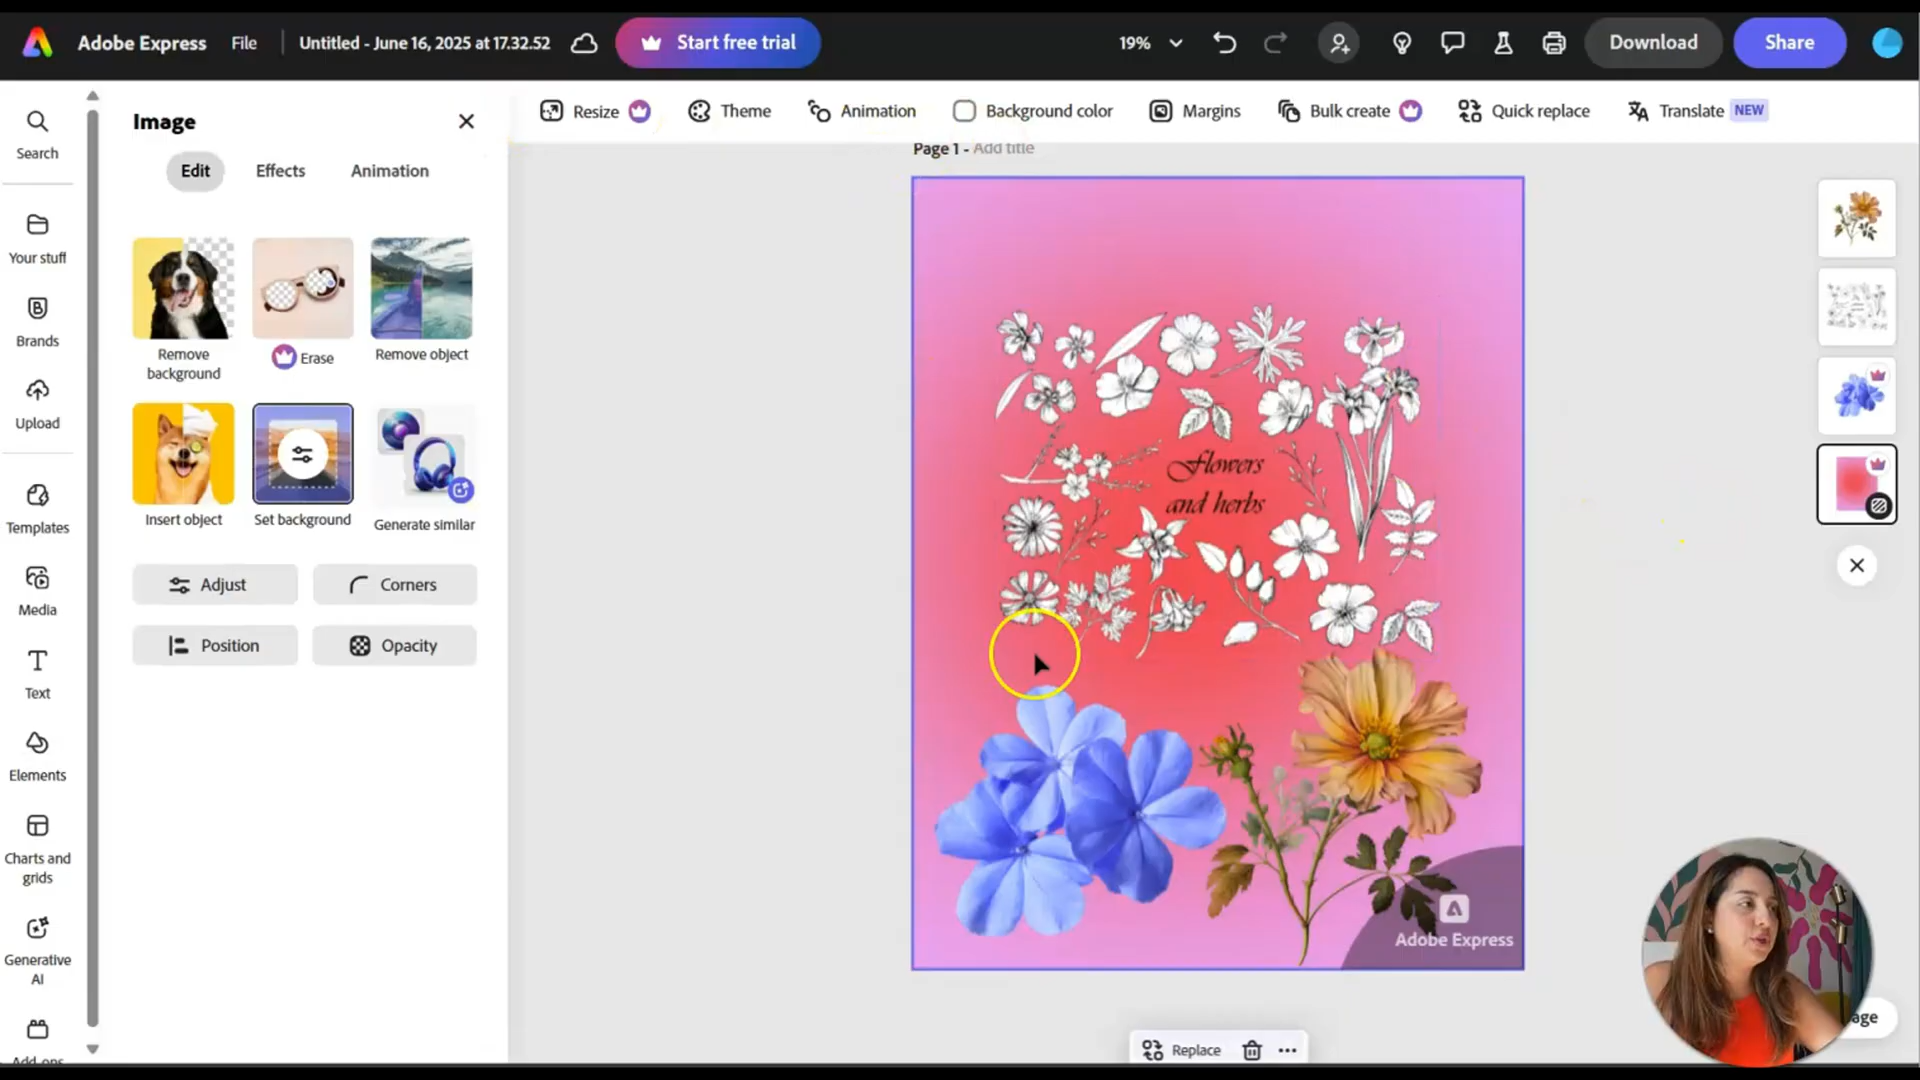 Adobe Express File Untitled - June 16, 2025 at 17.32.52 Start free trial 19% Download Share
Search
Your stuff
Brands
Upload
Templates
Media
Text
Elements
Charts and
grids
Generative
AI
Image
Edit Effects Animation
Remove
background
Erase
Remove object
Insert object
Set background
Generate similar
Adjust Corners
Position Opacity
Resize Theme Animation Background color Margins Bulk create Quick replace Translate NEW
Page 1 - Add title
Flowers
and herbs
Adobe Express
Replace